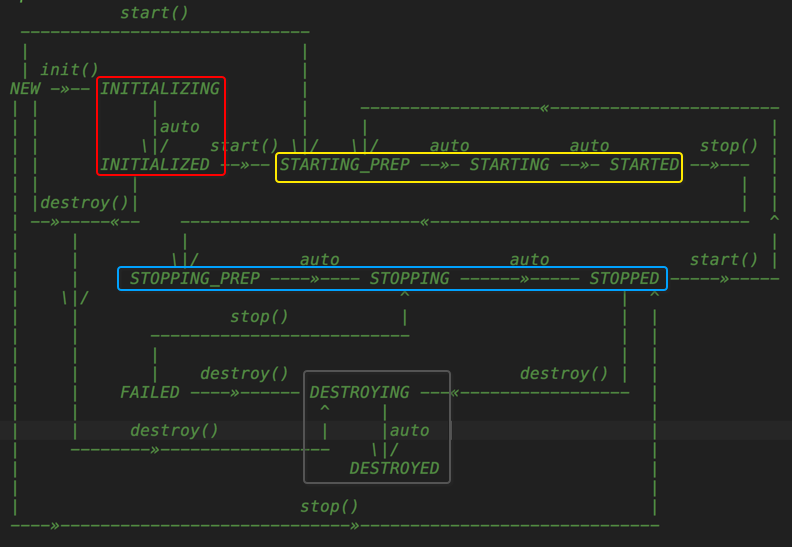 start()
---------------------------
|                           |
| init()                    |
NEW -»-- INITIALIZING
| |           |              |     ------------------«-----------------------
| |           |auto          |     |                                        |
| |          \|/    start() \|/   \|/     auto          auto         stop()  |
| |      INITIALIZED --»-- STARTING_PREP --»- STARTING --»- STARTED --»---   |
| |         |                                                            |  |
| |destroy()|                                                            |  |
| --»-----«--    ------------------------«--------------------------------  ^
|     |          |                                                          |
|     |         \|/          auto                 auto              start() |
|     |     STOPPING_PREP ----»---- STOPPING ------»----- STOPPED -----»-----
|    \|/                               ^                     |  ^
|     |               stop()           |                     |  |
|     |       --------------------------                     |  |
|     |       |                                              |  |
|     |       |    destroy()                       destroy() |  |
|     |    FAILED ----»------ DESTROYING ---«-----------------  |
|     |                        ^     |                          |
|     |     destroy()          |     |auto                      |
|     --------»-----------------    \|/                         |
|                                 DESTROYED                     |
|                                                               |
|                            stop()                             |
----»-----------------------------»------------------------------